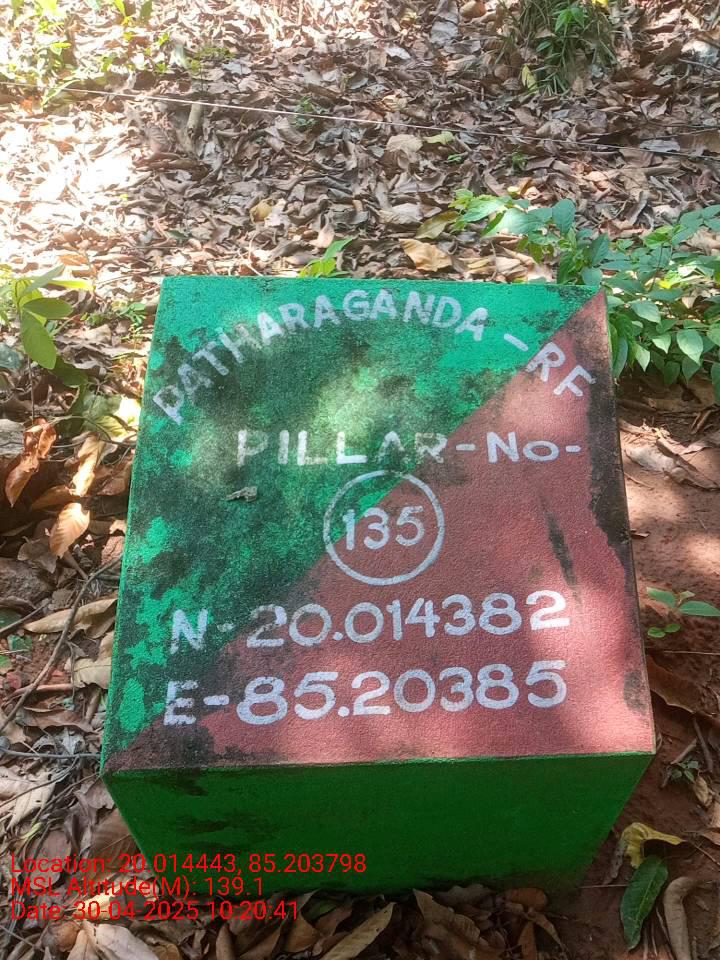 PATHARAGANDA-RF
PILLAR-No-
135
N-20.014382
E-85.20385
Location: 20.014443, 85.203798
MSL Altitude(M): 139.1
Date: 30-04-2025 10:20:41